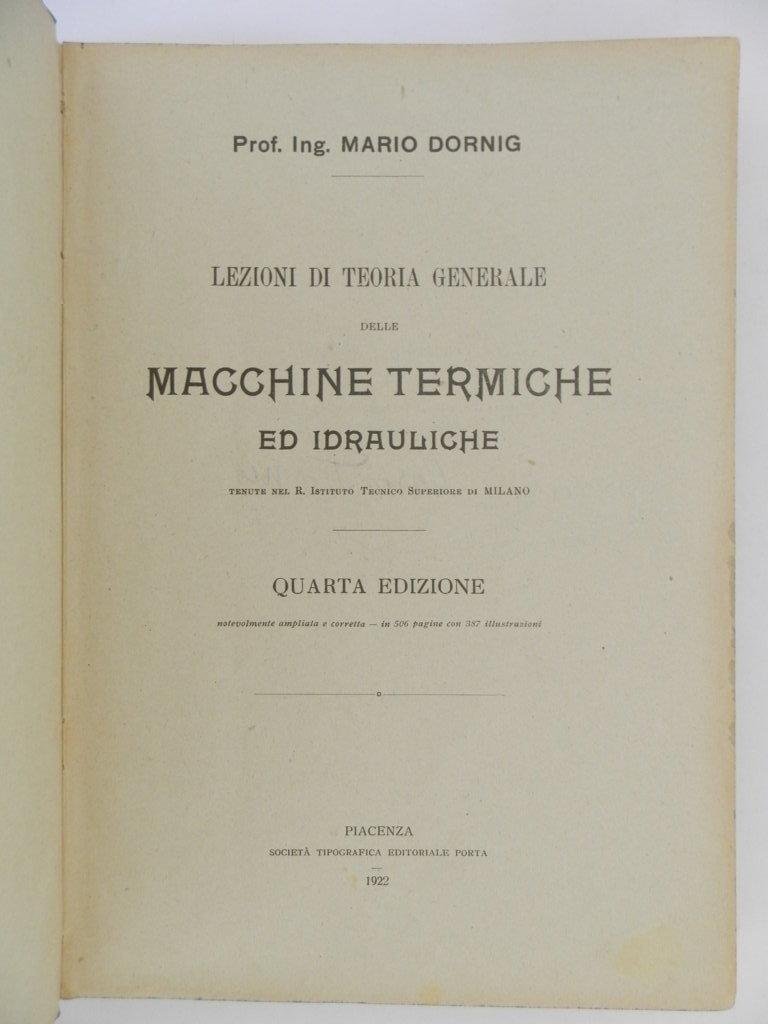 Prof. Ing. MARIO DORNIG
LEZIONI DI TEORIA GENERALE
DELLE
MACCHINE TERMICHE
ED IDRAULICHE
TENUTE NEL R. ISTITUTO TECNICO SUPERIORE DI MILANO
QUARTA EDIZIONE
notevolmente ampliata e corretta — in 506 pagine con 387 illustrazioni
PIACENZA
SOCIETÀ TIPOGRAFICA EDITORIALE PORTA
1922